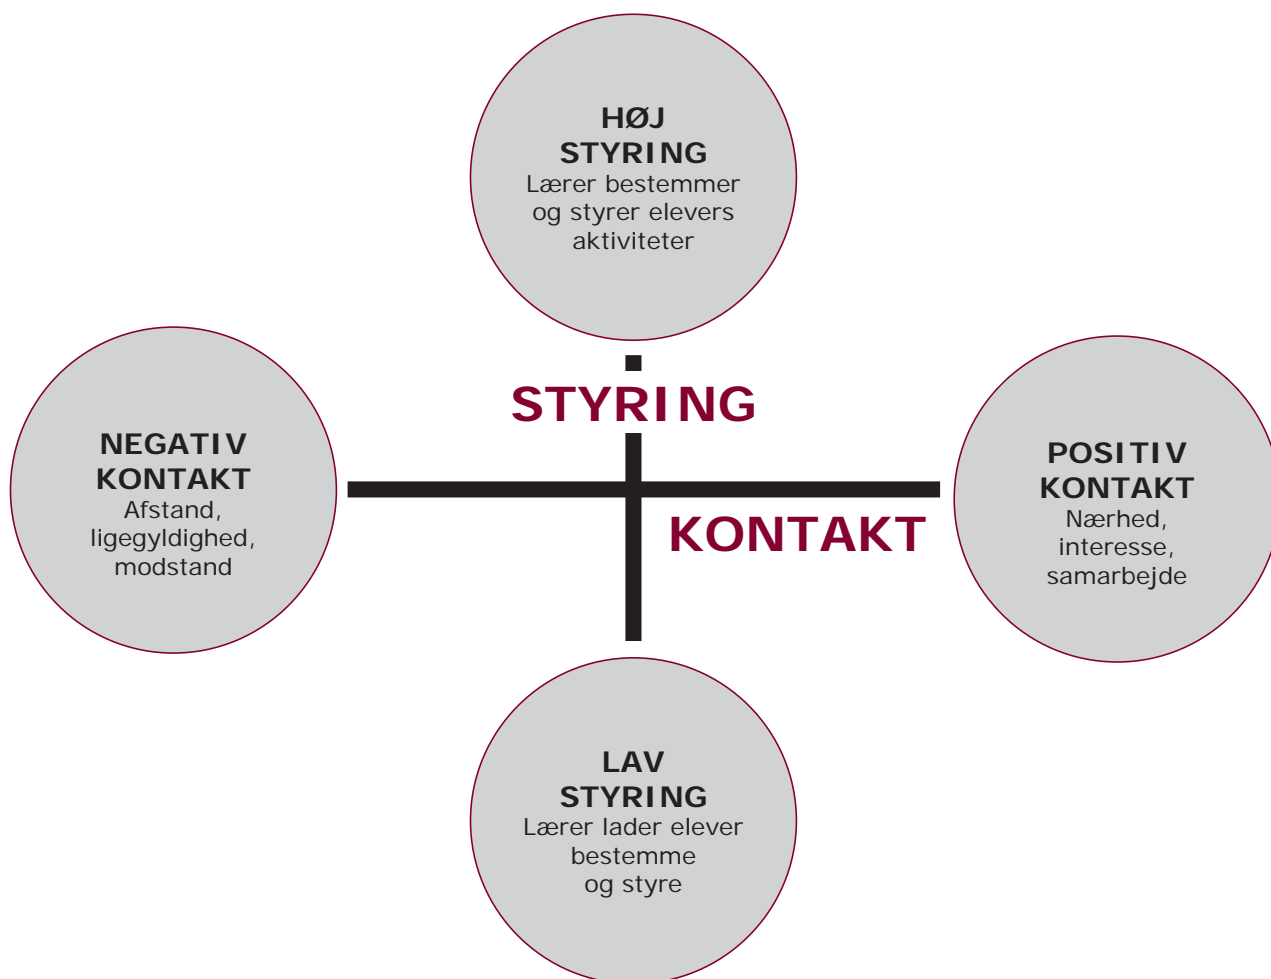 HØJ
STYRING
Lærer bestemmer
og styrer elevers
aktiviteter
STYRING
NEGATIV
KONTAKT
Afstand,
ligegyldighed,
modstand
POSITIV
KONTAKT
Nærhed,
interesse,
samarbejde
KONTAKT
LAV
STYRING
Lærer lader elever
bestemme
og styre